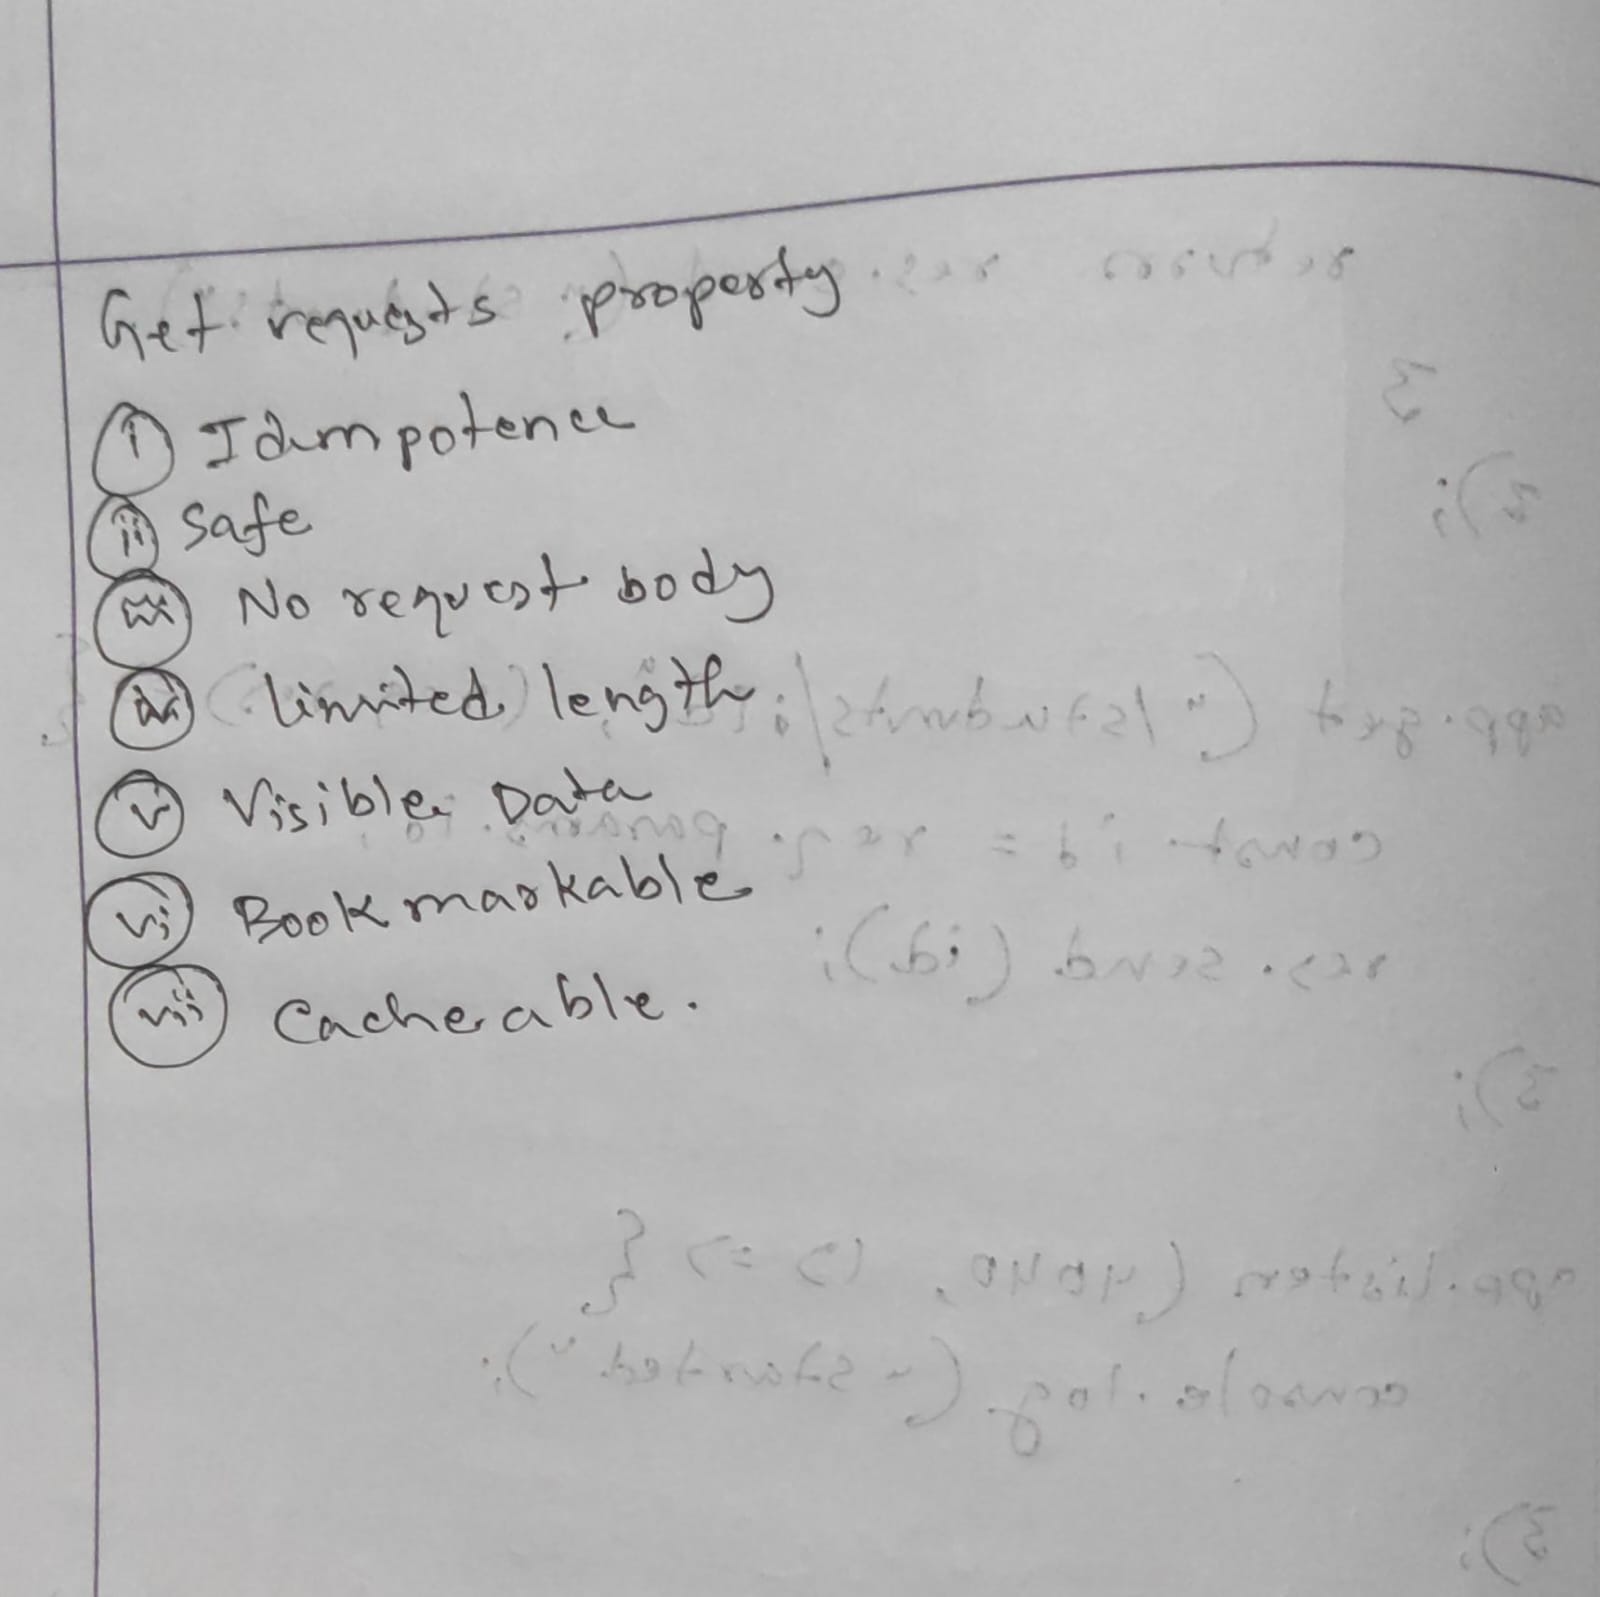 Get requests property
i Idempotence
ii Safe
iii No request body
iv limited length
v Visible Data
vi Bookmarkable
vii Cacheable.